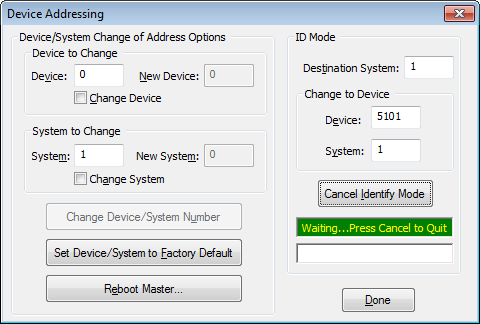 Device Addressing
Device/System Change of Address Options
Device to Change
Device: 0 New Device: 0
Change Device
System to Change
System: 1 New System: 0
Change System
Change Device/System Number
Set Device/System to Factory Default
Reboot Master...
ID Mode
Destination System: 1
Change to Device
Device: 5101
System: 1
Cancel Identify Mode
Waiting...Press Cancel to Quit
Done